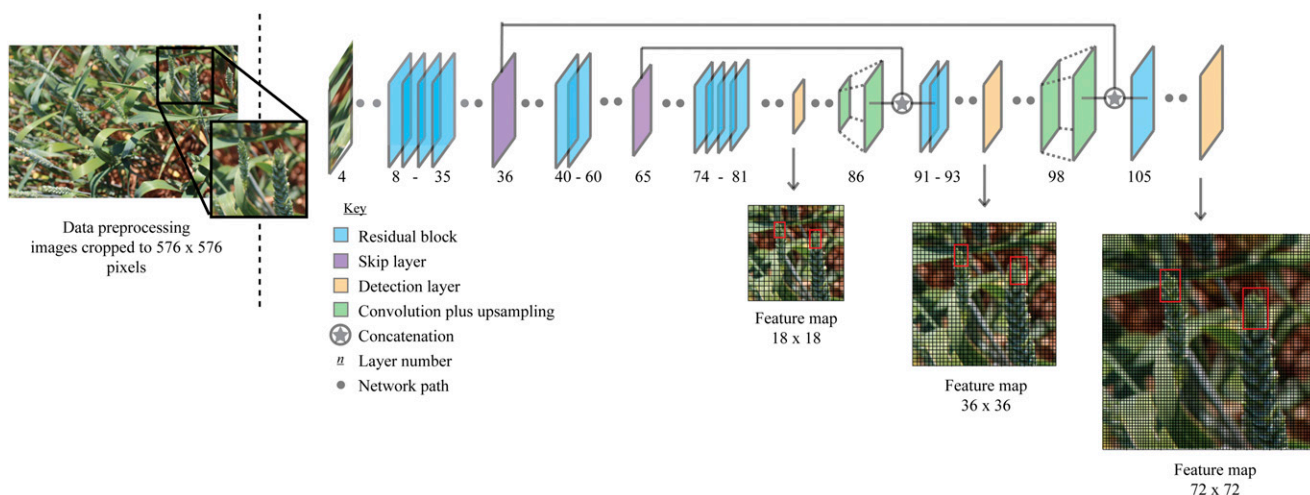 4
8 - 35
36
40 - 60
65
74 - 81
86
91 - 93
98
105
Data preprocessing
images cropped to 576 x 576
pixels
Key
Residual block
Skip layer
Detection layer
Convolution plus upsampling
Concatenation
n Layer number
Network path
Feature map
18 x 18
Feature map
36 x 36
Feature map
72 x 72